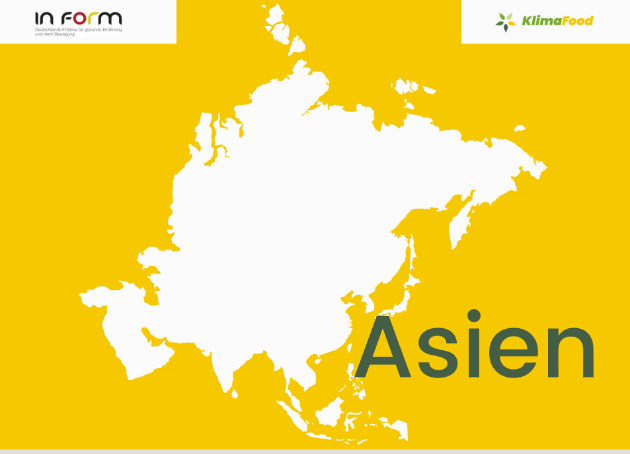 IN FORM
Deutschlands Initiative für gesunde Ernährung
und mehr Bewegung
KlimaFood
Asien